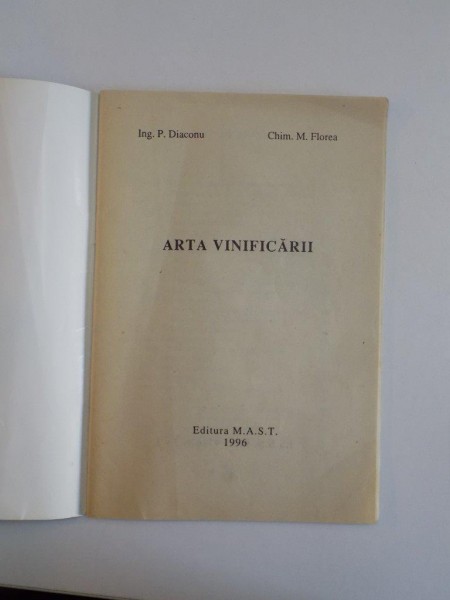 Ing. P. Diaconu Chim. M. Florea
ARTA VINIFICĂRII
Editura M.A.S.T.
1996